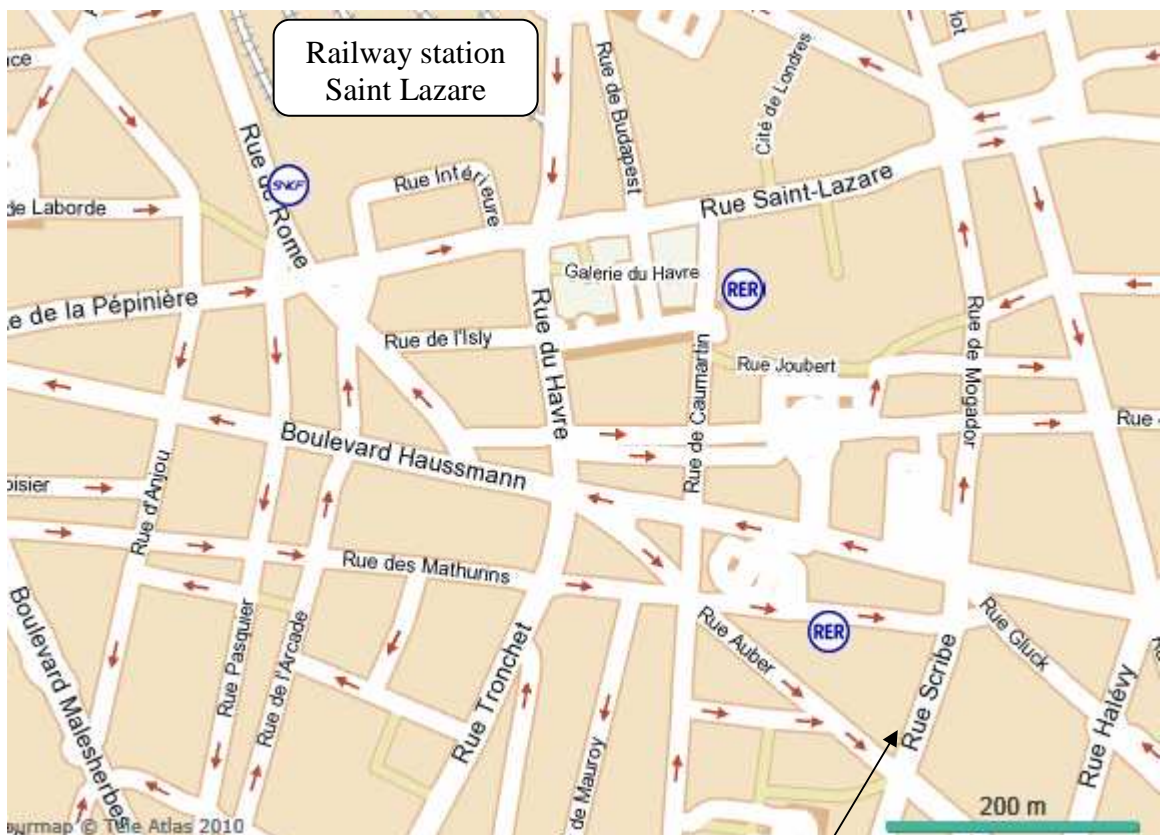 Railway station
Saint Lazare
Rue de Budapest
Cité de Londres
Rue de Rome
SNCF
Rue Intérieure
de Laborde
Rue Saint-Lazare
Galerie du Havre
RER
e de la Pépinière
Rue de l'Isly
Rue du Havre
Rue de Caumartin
Rue Joubert
Rue de Mogador
Rue
Boulevard Haussmann
oisier
Rue d'Anjou
Rue des Mathurins
Boulevard Malesherbes
Rue Pasquier
Rue de l'Arcade
Rue Tronchet
de Mauroy
Rue Auber
RER
Rue Scribe
Rue Gluck
Rue Halévy
200 m
ourmap © Tele Atlas 2010